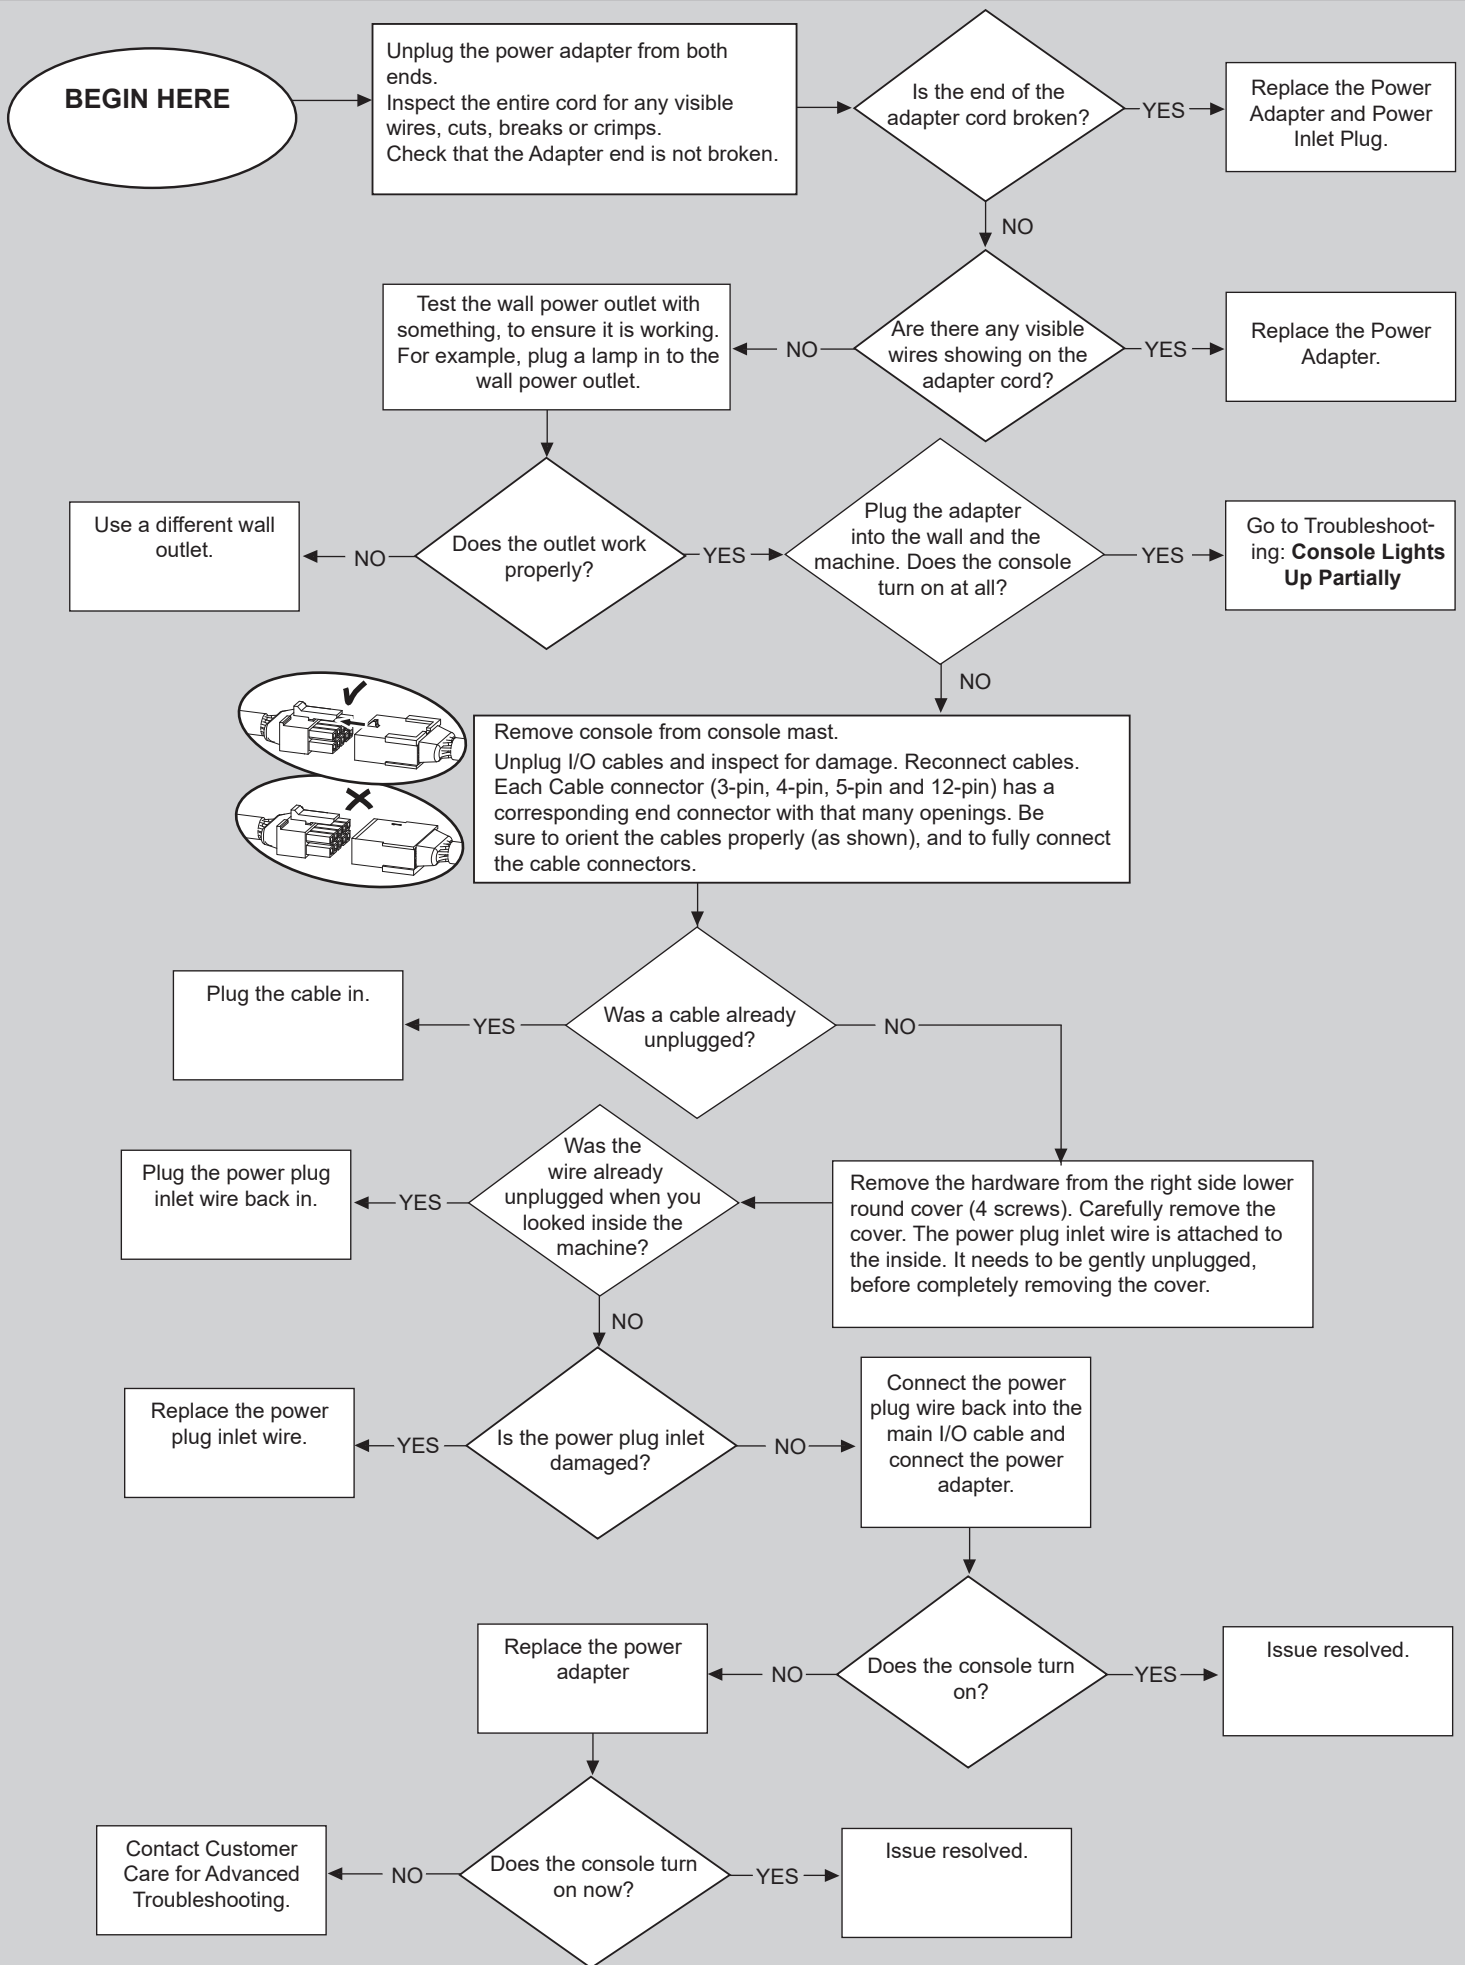 BEGIN HERE
Unplug the power adapter from both
ends.
Inspect the entire cord for any visible
wires, cuts, breaks or crimps.
Check that the Adapter end is not broken.
Is the end of the
adapter cord broken?
YES
Replace the Power
Adapter and Power
Inlet Plug.
NO
Are there any visible
wires showing on the
adapter cord?
YES
Replace the Power
Adapter.
NO
Test the wall power outlet with
something, to ensure it is working.
For example, plug a lamp in to the
wall power outlet.
Does the outlet work
properly?
NO
Use a different wall
outlet.
YES
Plug the adapter
into the wall and the
machine. Does the console
turn on at all?
YES
Go to Troubleshoot-
ing: Console Lights
Up Partially
NO
Remove console from console mast.
Unplug I/O cables and inspect for damage. Reconnect cables.
Each Cable connector (3-pin, 4-pin, 5-pin and 12-pin) has a
corresponding end connector with that many openings. Be
sure to orient the cables properly (as shown), and to fully connect
the cable connectors.
Was a cable already
unplugged?
YES
Plug the cable in.
NO
Remove the hardware from the right side lower
round cover (4 screws). Carefully remove the
cover. The power plug inlet wire is attached to
the inside. It needs to be gently unplugged,
before completely removing the cover.
Was the
wire already
unplugged when you
looked inside the
machine?
YES
Plug the power plug
inlet wire back in.
NO
Is the power plug inlet
damaged?
YES
Replace the power
plug inlet wire.
NO
Connect the power
plug wire back into the
main I/O cable and
connect the power
adapter.
Does the console turn
on?
YES
Issue resolved.
NO
Replace the power
adapter
Does the console turn
on now?
YES
Issue resolved.
NO
Contact Customer
Care for Advanced
Troubleshooting.